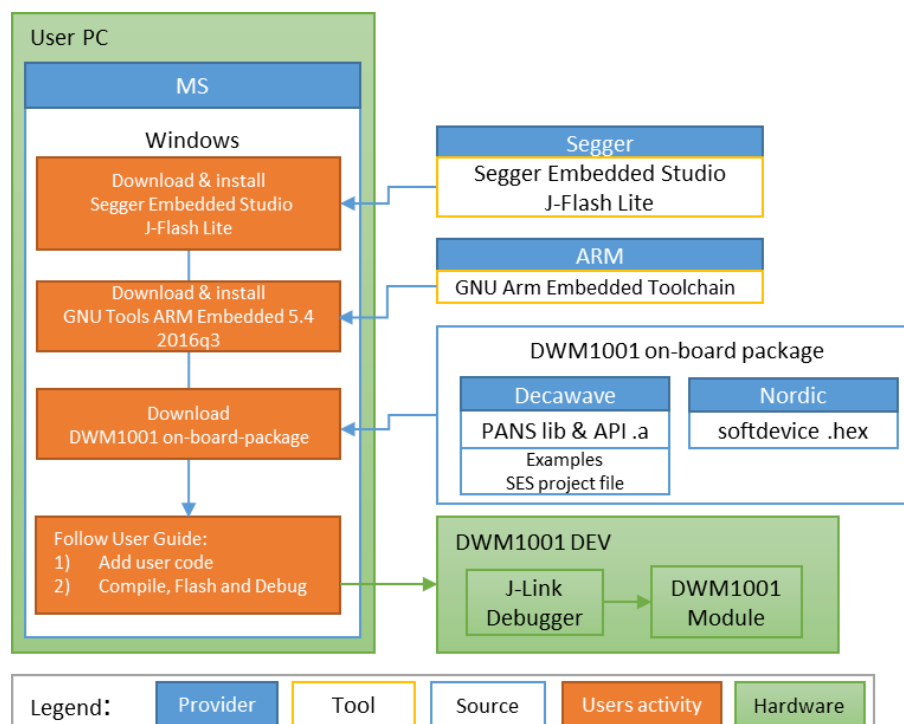 User PC
MS
Windows
Download & install
Segger Embedded Studio
J-Flash Lite
Download & install
GNU Tools ARM Embedded 5.4
2016q3
Download
DWM1001 on-board-package
Follow User Guide:
1) Add user code
2) Compile, Flash and Debug
Segger
Segger Embedded Studio
J-Flash Lite
ARM
GNU Arm Embedded Toolchain
DWM1001 on-board package
Decawave
PANS lib & API .a
Examples
SES project file
Nordic
softdevice .hex
DWM1001 DEV
J-Link
Debugger
DWM1001
Module
Legend:
Provider
Tool
Source
Users activity
Hardware